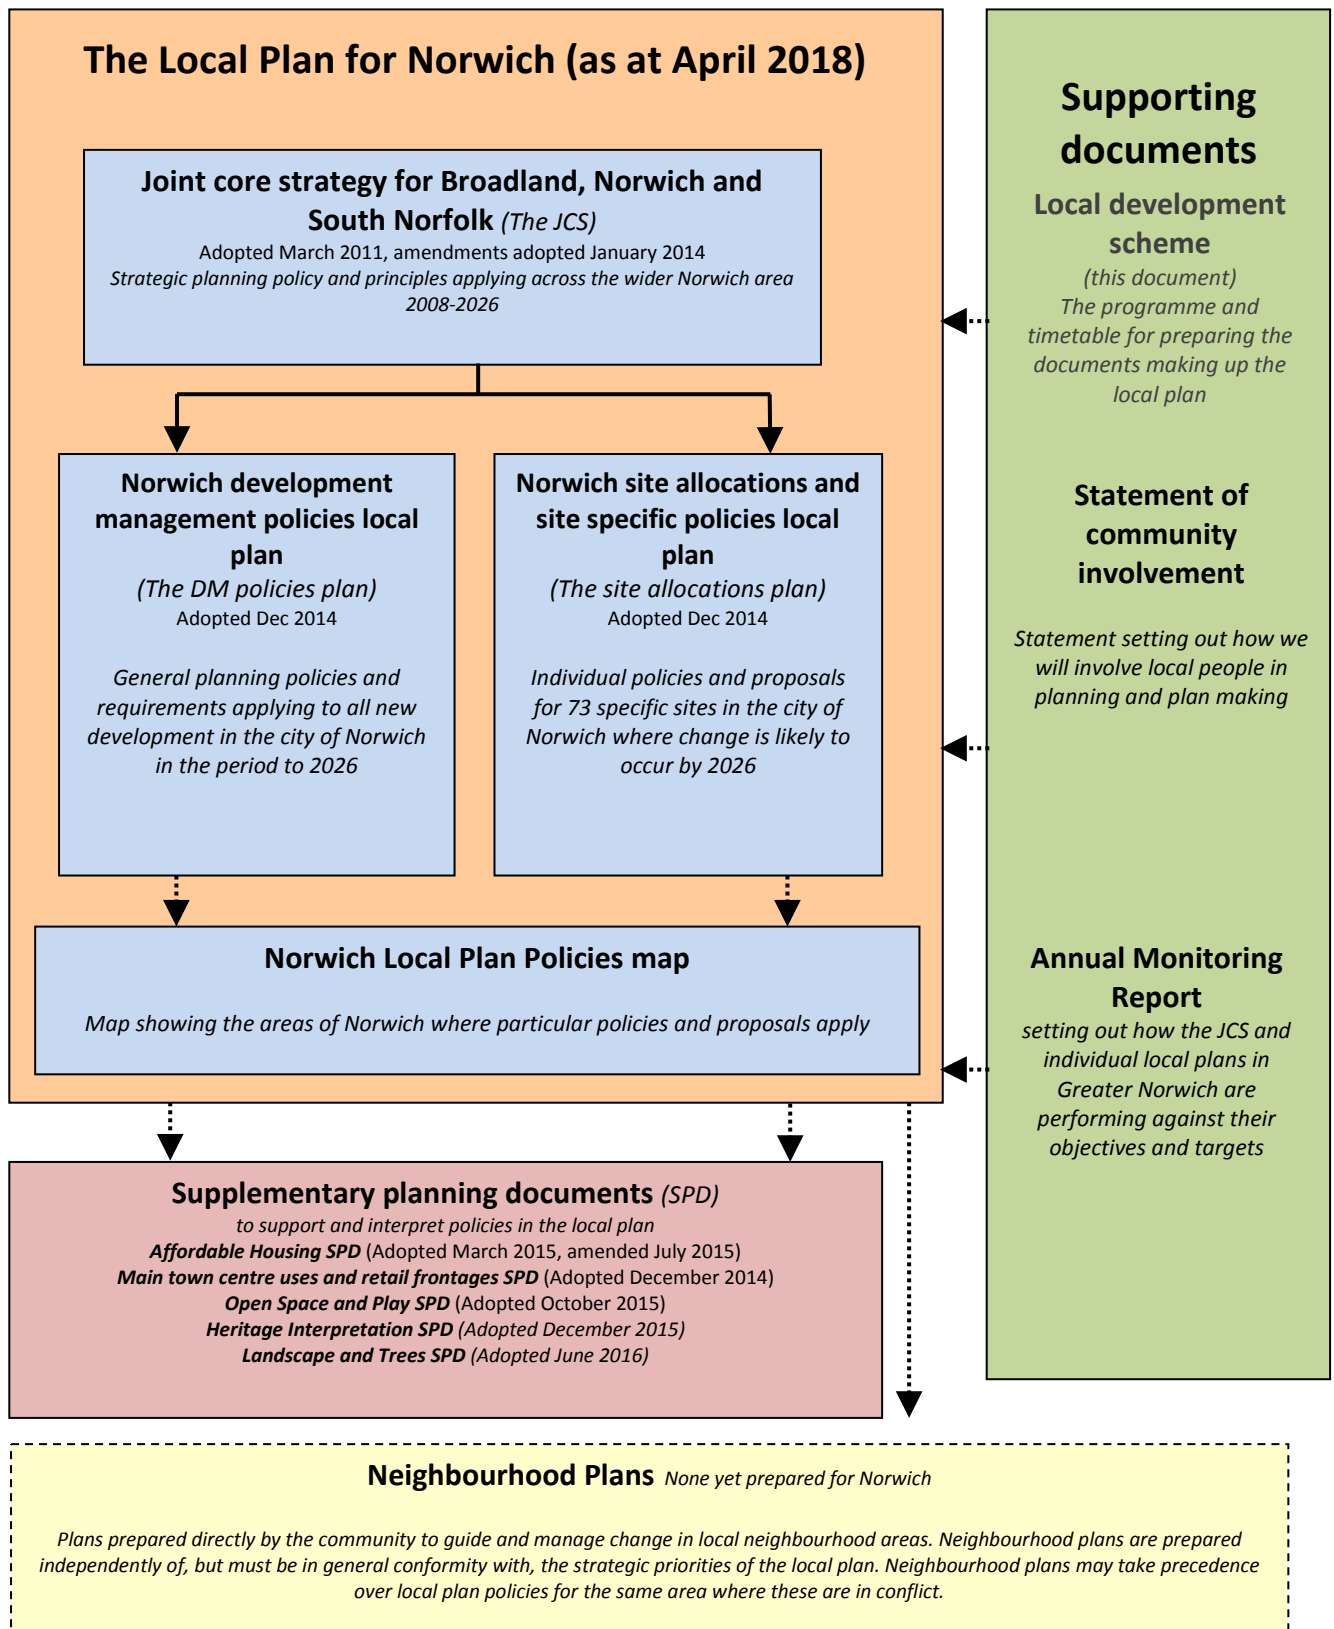 The Local Plan for Norwich (as at April 2018)
Joint core strategy for Broadland, Norwich and
South Norfolk (The JCS)
Adopted March 2011, amendments adopted January 2014
Strategic planning policy and principles applying across the wider Norwich area
2008-2026
Norwich development
management policies local
plan
(The DM policies plan)
Adopted Dec 2014
General planning policies and
requirements applying to all new
development in the city of Norwich
in the period to 2026
Norwich site allocations and
site specific policies local
plan
(The site allocations plan)
Adopted Dec 2014
Individual policies and proposals
for 73 specific sites in the city of
Norwich where change is likely to
occur by 2026
Norwich Local Plan Policies map
Map showing the areas of Norwich where particular policies and proposals apply
Supporting
documents
Local development
scheme
(this document)
The programme and
timetable for preparing the
documents making up the
local plan
Statement of
community
involvement
Statement setting out how we
will involve local people in
planning and plan making
Annual Monitoring
Report
setting out how the JCS and
individual local plans in
Greater Norwich are
performing against their
objectives and targets
Supplementary planning documents (SPD)
to support and interpret policies in the local plan
Affordable Housing SPD (Adopted March 2015, amended July 2015)
Main town centre uses and retail frontages SPD (Adopted December 2014)
Open Space and Play SPD (Adopted October 2015)
Heritage Interpretation SPD (Adopted December 2015)
Landscape and Trees SPD (Adopted June 2016)
Neighbourhood Plans None yet prepared for Norwich
Plans prepared directly by the community to guide and manage change in local neighbourhood areas. Neighbourhood plans are prepared
independently of, but must be in general conformity with, the strategic priorities of the local plan. Neighbourhood plans may take precedence
over local plan policies for the same area where these are in conflict.